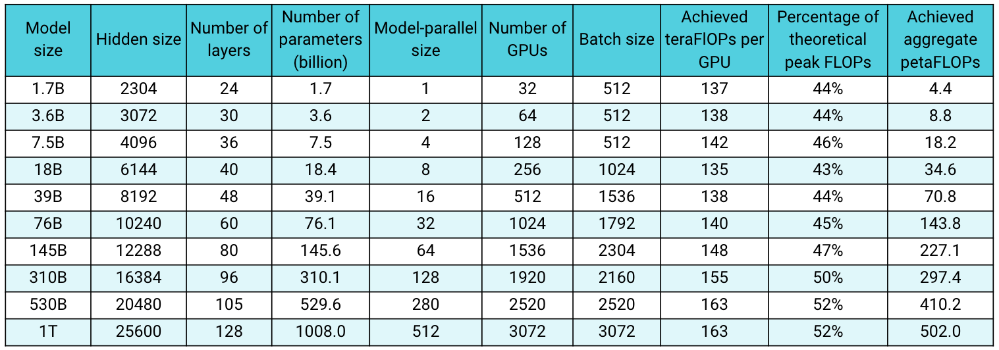 Model size | Hidden size | Number of layers | Number of parameters (billion) | Model-parallel size | Number of GPUs | Batch size | Achieved teraFlOPs per GPU | Percentage of theoretical peak FLOPs | Achieved aggregate petaFLOPs
1.7B | 2304 | 24 | 1.7 | 1 | 32 | 512 | 137 | 44% | 4.4
3.6B | 3072 | 30 | 3.6 | 2 | 64 | 512 | 138 | 44% | 8.8
7.5B | 4096 | 36 | 7.5 | 4 | 128 | 512 | 142 | 46% | 18.2
18B | 6144 | 40 | 18.4 | 8 | 256 | 1024 | 135 | 43% | 34.6
39B | 8192 | 48 | 39.1 | 16 | 512 | 1536 | 138 | 44% | 70.8
76B | 10240 | 60 | 76.1 | 32 | 1024 | 1792 | 140 | 45% | 143.8
145B | 12288 | 80 | 145.6 | 64 | 1536 | 2304 | 148 | 47% | 227.1
310B | 16384 | 96 | 310.1 | 128 | 1920 | 2160 | 155 | 50% | 297.4
530B | 20480 | 105 | 529.6 | 280 | 2520 | 2520 | 163 | 52% | 410.2
1T | 25600 | 128 | 1008.0 | 512 | 3072 | 3072 | 163 | 52% | 502.0